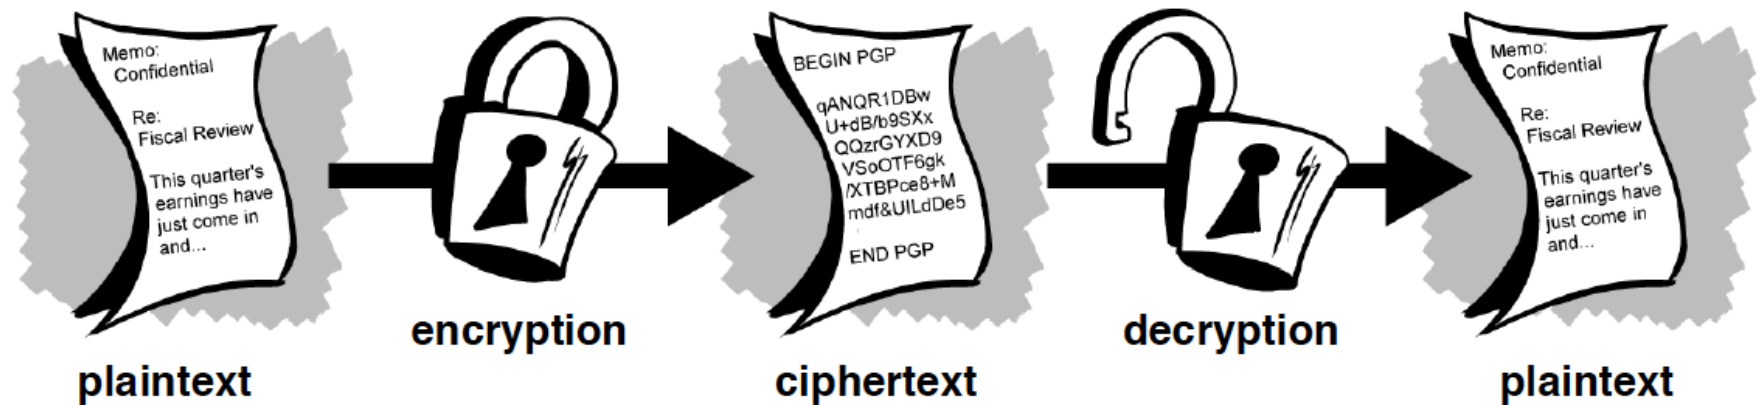 Memo:
Confidential
Re:
Fiscal Review
This quarter's
earnings have
just come in
and...
plaintext
encryption
BEGIN PGP
qANQR1DBw
U+dB/b9SXx
QQzrGYXD9
VSoOTF6gk
/XTBPce8+M
mdf&UILdDe5
END PGP
ciphertext
decryption
Memo:
Confidential
Re:
Fiscal Review
This quarter's
earnings have
just come in
and...
plaintext